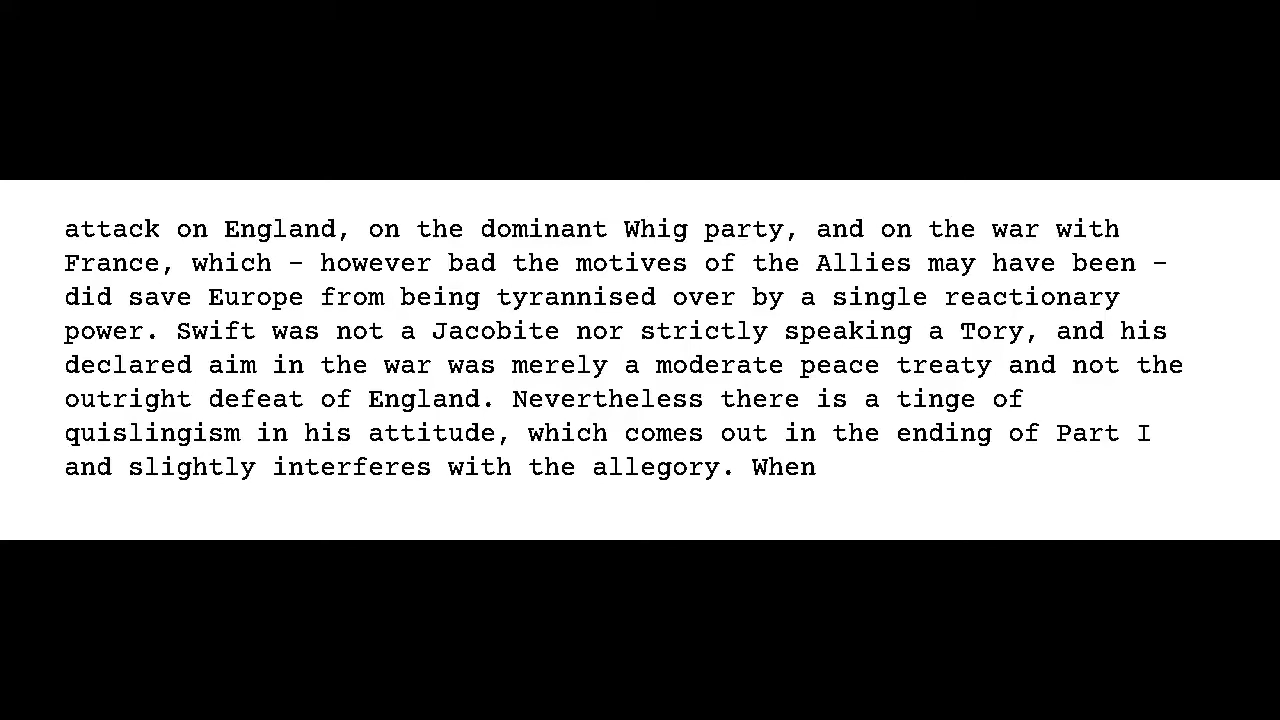 attack on England, on the dominant Whig party, and on the war with
France, which – however bad the motives of the Allies may have been –
did save Europe from being tyrannised over by a single reactionary
power. Swift was not a Jacobite nor strictly speaking a Tory, and his
declared aim in the war was merely a moderate peace treaty and not the
outright defeat of England. Nevertheless there is a tinge of
quislingism in his attitude, which comes out in the ending of Part I
and slightly interferes with the allegory. When